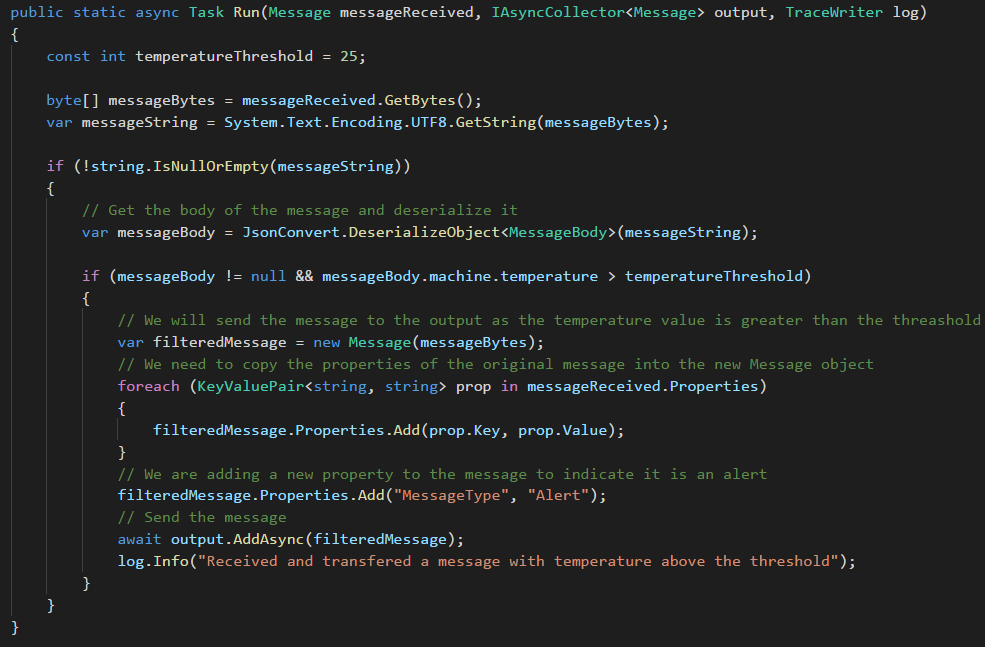 public static async Task Run(Message messageReceived, IAsyncCollector<Message> output, TraceWriter log)
{
    const int temperatureThreshold = 25;

    byte[] messageBytes = messageReceived.GetBytes();
    var messageString = System.Text.Encoding.UTF8.GetString(messageBytes);

    if (!string.IsNullOrEmpty(messageString))
    {
        // Get the body of the message and deserialize it
        var messageBody = JsonConvert.DeserializeObject<MessageBody>(messageString);

        if (messageBody != null && messageBody.machine.temperature > temperatureThreshold)
        {
            // We will send the message to the output as the temperature value is greater than the threashold
            var filteredMessage = new Message(messageBytes);
            // We need to copy the properties of the original message into the new Message object
            foreach (KeyValuePair<string, string> prop in messageReceived.Properties)
            {
                filteredMessage.Properties.Add(prop.Key, prop.Value);
            }
            // We are adding a new property to the message to indicate it is an alert
            filteredMessage.Properties.Add("MessageType", "Alert");
            // Send the message
            await output.AddAsync(filteredMessage);
            log.Info("Received and transfered a message with temperature above the threshold");
        }
    }
}